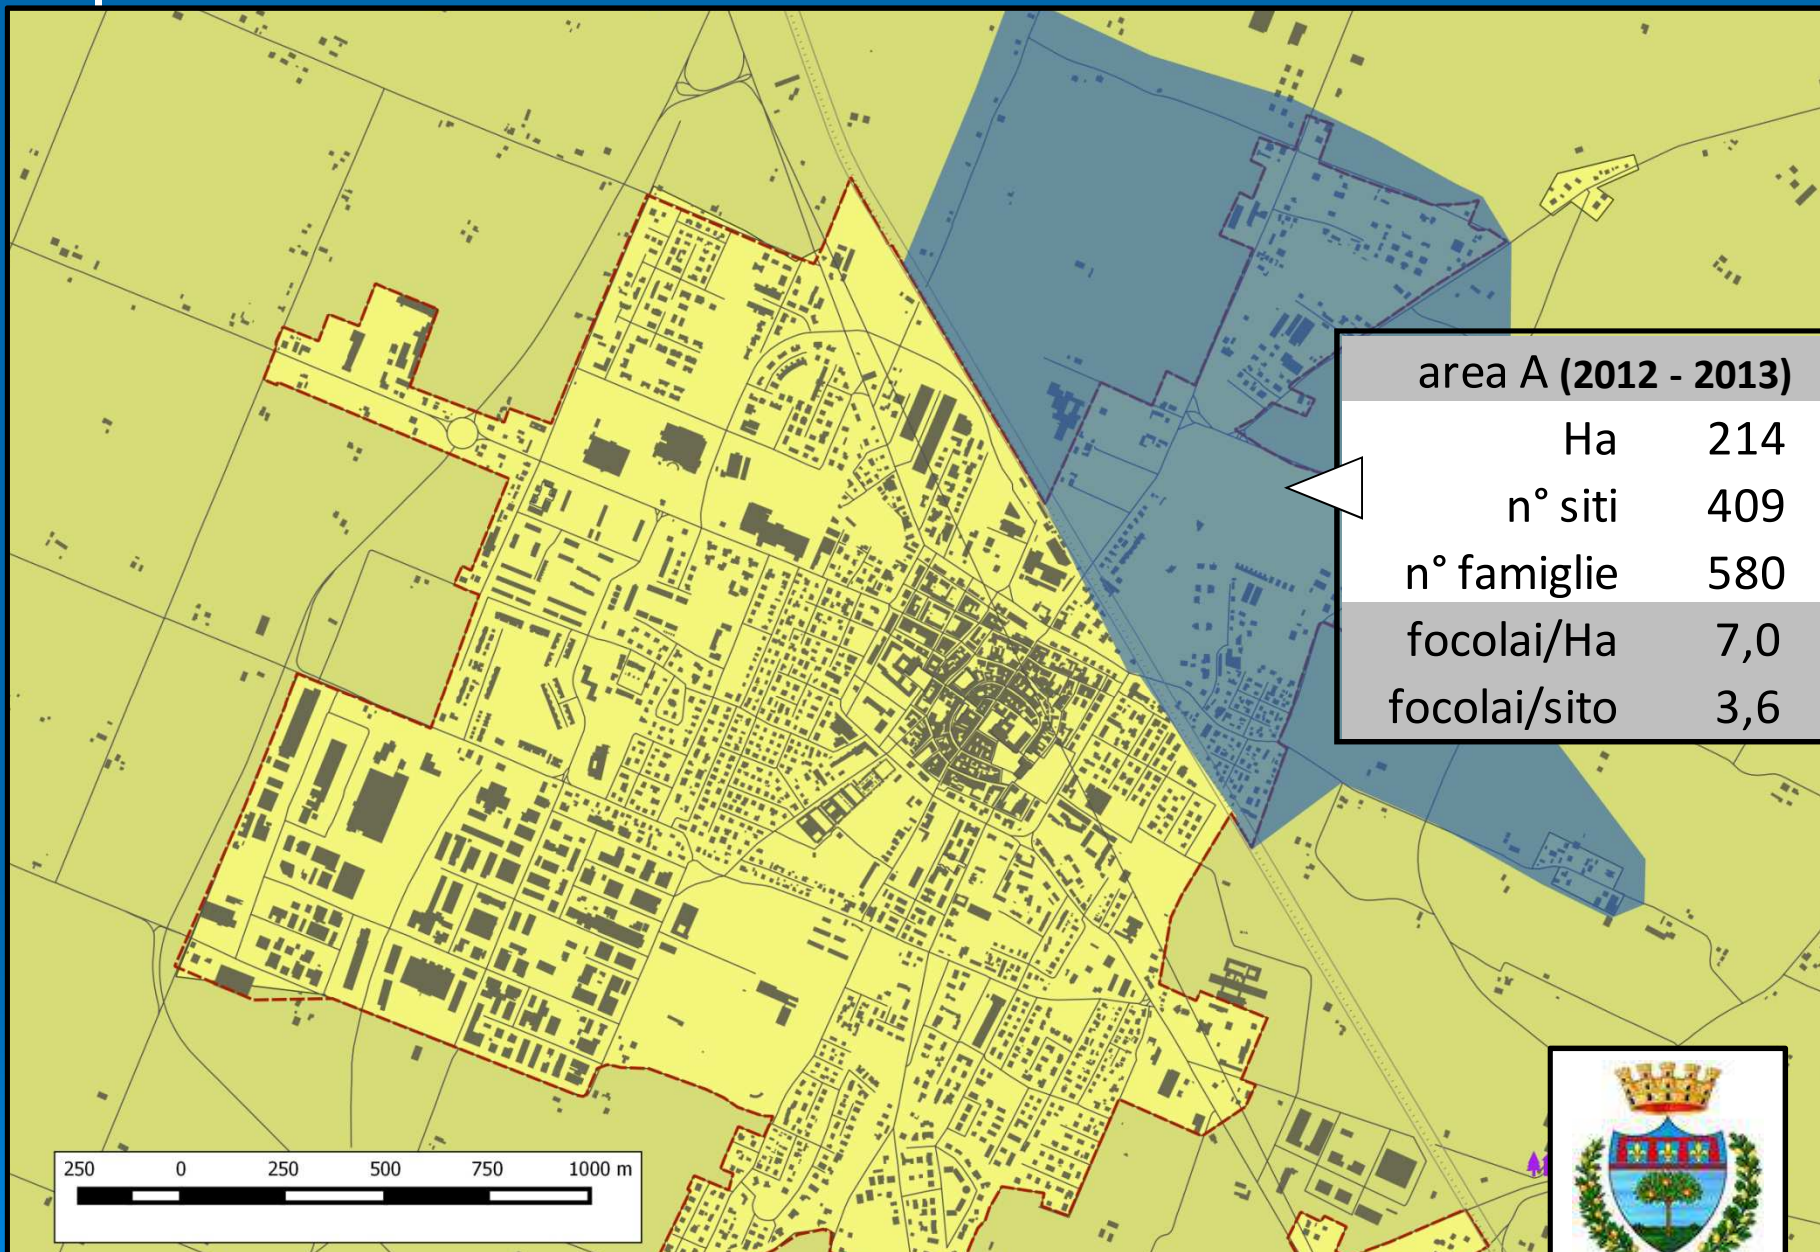 area A (2012 - 2013)
Ha 214
n° siti 409
n° famiglie 580
focolai/Ha 7,0
focolai/sito 3,6
250 0 250 500 750 1000 m